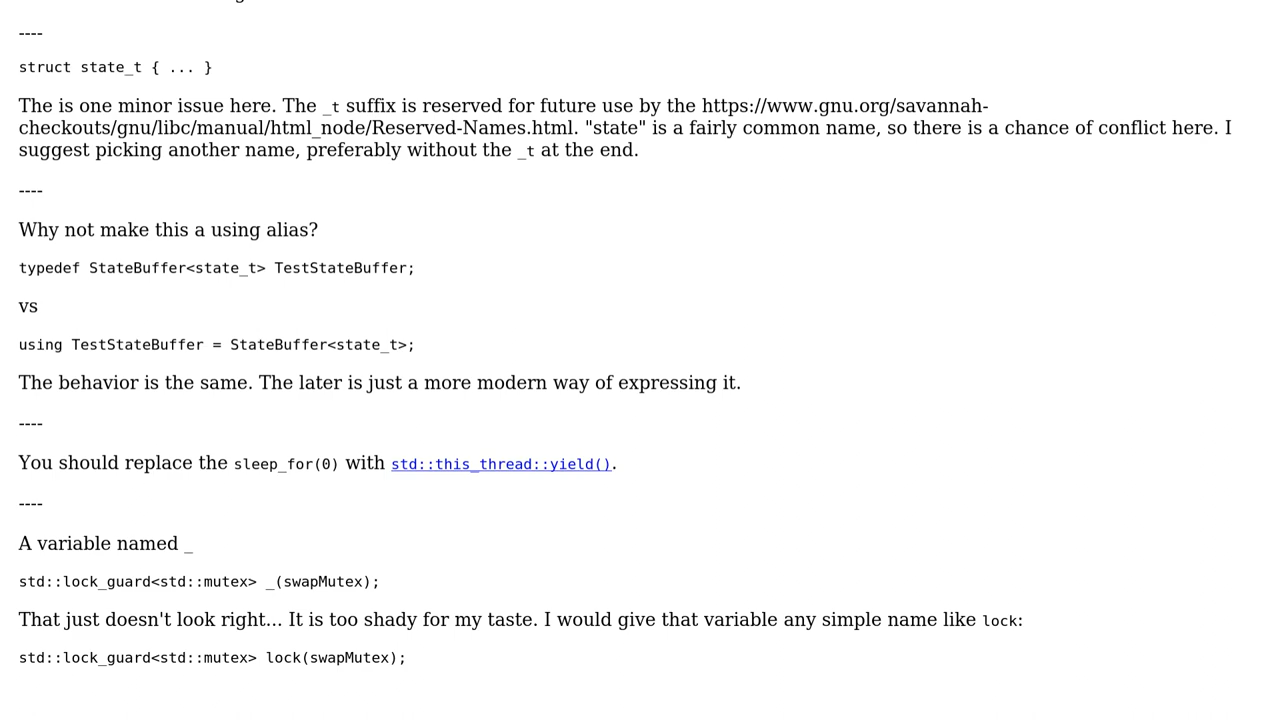 ----
struct state_t { ... }
The is one minor issue here. The _t suffix is reserved for future use by the https://www.gnu.org/savannah-
checkouts/gnu/libc/manual/html_node/Reserved-Names.html. "state" is a fairly common name, so there is a chance of conflict here. I
suggest picking another name, preferably without the _t at the end.
----
Why not make this a using alias?
typedef StateBuffer<state_t> TestStateBuffer;
vs
using TestStateBuffer = StateBuffer<state_t>;
The behavior is the same. The later is just a more modern way of expressing it.
----
You should replace the sleep_for(0) with std::this_thread::yield().
----
A variable named _
std::lock_guard<std::mutex> _(swapMutex);
That just doesn't look right... It is too shady for my taste. I would give that variable any simple name like lock:
std::lock_guard<std::mutex> lock(swapMutex);